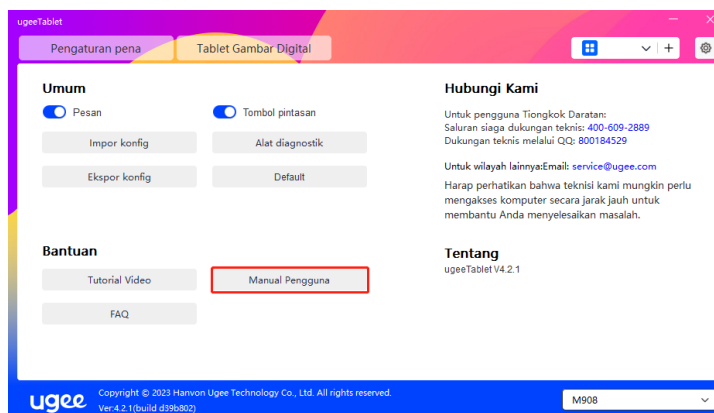 ugeeTablet
Pengaturan pena
Tablet Gambar Digital
Umum
Pesan
Tombol pintasan
Impor konfig
Alat diagnostik
Ekspor konfig
Default
Bantuan
Tutorial Video
Manual Pengguna
FAQ
Hubungi Kami
Untuk pengguna Tiongkok Daratan:
Saluran siaga dukungan teknis: 400-609-2889
Dukungan teknis melalui QQ: 800184529
Untuk wilayah lainnya:Email: service@ugee.com
Harap perhatikan bahwa teknisi kami mungkin perlu
mengakses komputer secara jarak jauh untuk
membantu Anda menyelesaikan masalah.
Tentang
ugeeTablet V4.2.1
ugee
Copyright © 2023 Hanvon Ugee Technology Co., Ltd. All rights reserved.
Ver:4.2.1(build d39b802)
M908